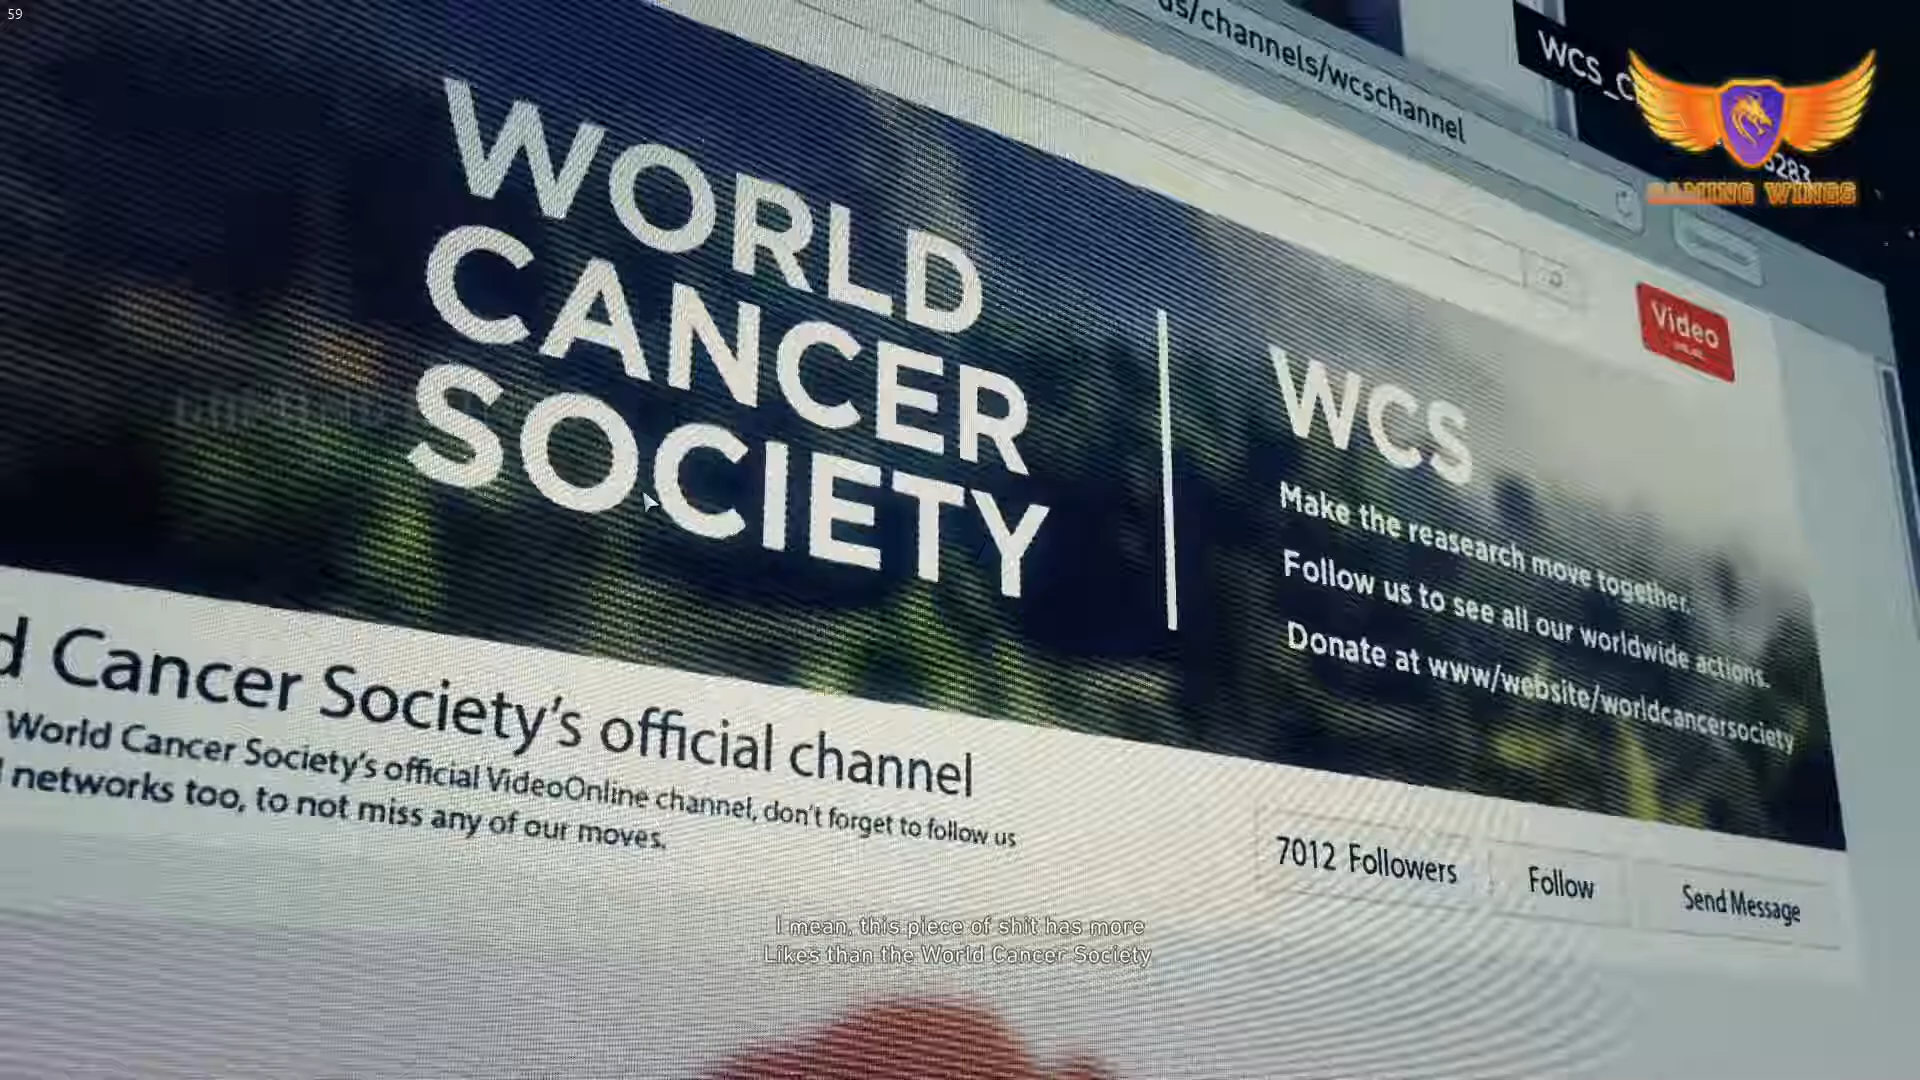 59
us/channels/wcschannel
WCS_C
5283
GAMING WINGS
WORLD
CANCER
SOCIETY
Video
WCS
Make the reasearch move together.
Follow us to see all our worldwide actions.
Donate at www/website/worldcancersociety
d Cancer Society's official channel
World Cancer Society's official VideoOnline channel, don't forget to follow us
networks too, to not miss any of our moves.
7012 Followers
Follow
Send Message
I mean, this piece of shit has more
Likes than the World Cancer Society